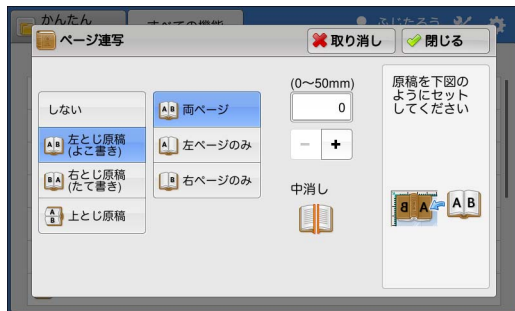 かんたん
すべての機能
ふじたろう
ページ連写
取り消し
閉じる
しない
左とじ原稿
(よこ書き)
右とじ原稿
(たて書き)
上とじ原稿
両ページ
左ページのみ
右ページのみ
(0～50mm)
0
－
+
中消し
原稿を下図の
ようにセット
してください
B A
A B